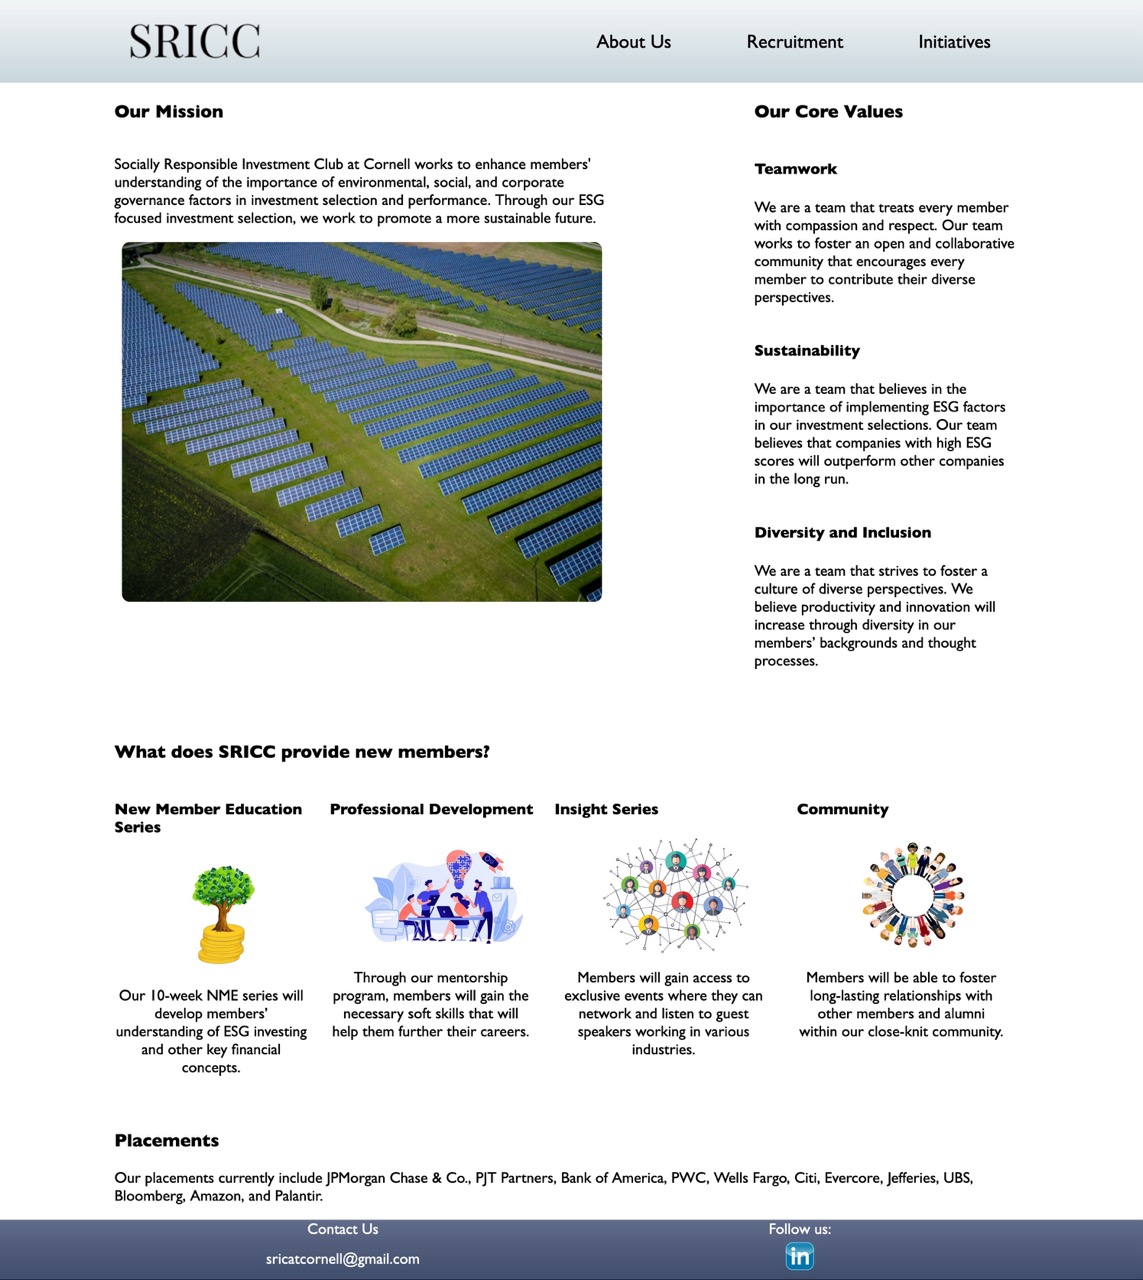 SRICC
About Us
Recruitment
Initiatives
Our Mission
Socially Responsible Investment Club at Cornell works to enhance members'
understanding of the importance of environmental, social, and corporate
governance factors in investment selection and performance. Through our ESG
focused investment selection, we work to promote a more sustainable future.
Our Core Values
Teamwork
We are a team that treats every member
with compassion and respect. Our team
works to foster an open and collaborative
community that encourages every
member to contribute their diverse
perspectives.
Sustainability
We are a team that believes in the
importance of implementing ESG factors
in our investment selections. Our team
believes that companies with high ESG
scores will outperform other companies
in the long run.
Diversity and Inclusion
We are a team that strives to foster a
culture of diverse perspectives. We
believe productivity and innovation will
increase through diversity in our
members’ backgrounds and thought
processes.
What does SRICC provide new members?
New Member Education
Series
Our 10-week NME series will
develop members’
understanding of ESG investing
and other key financial
concepts.
Professional Development
Through our mentorship
program, members will gain the
necessary soft skills that will
help them further their careers.
Insight Series
Members will gain access to
exclusive events where they can
network and listen to guest
speakers working in various
industries.
Community
Members will be able to foster
long-lasting relationships with
other members and alumni
within our close-knit community.
Placements
Our placements currently include JPMorgan Chase & Co., PJT Partners, Bank of America, PWC, Wells Fargo, Citi, Evercore, Jefferies, UBS,
Bloomberg, Amazon, and Palantir.
Contact Us
sricatcornell@gmail.com
Follow us:
in